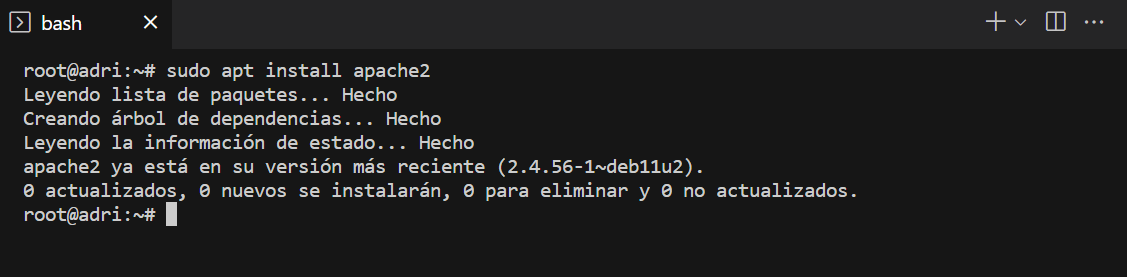 bash
root@adri:~# sudo apt install apache2
Leyendo lista de paquetes... Hecho
Creando árbol de dependencias... Hecho
Leyendo la información de estado... Hecho
apache2 ya está en su versión más reciente (2.4.56-1~deb11u2).
0 actualizados, 0 nuevos se instalarán, 0 para eliminar y 0 no actualizados.
root@adri:~#